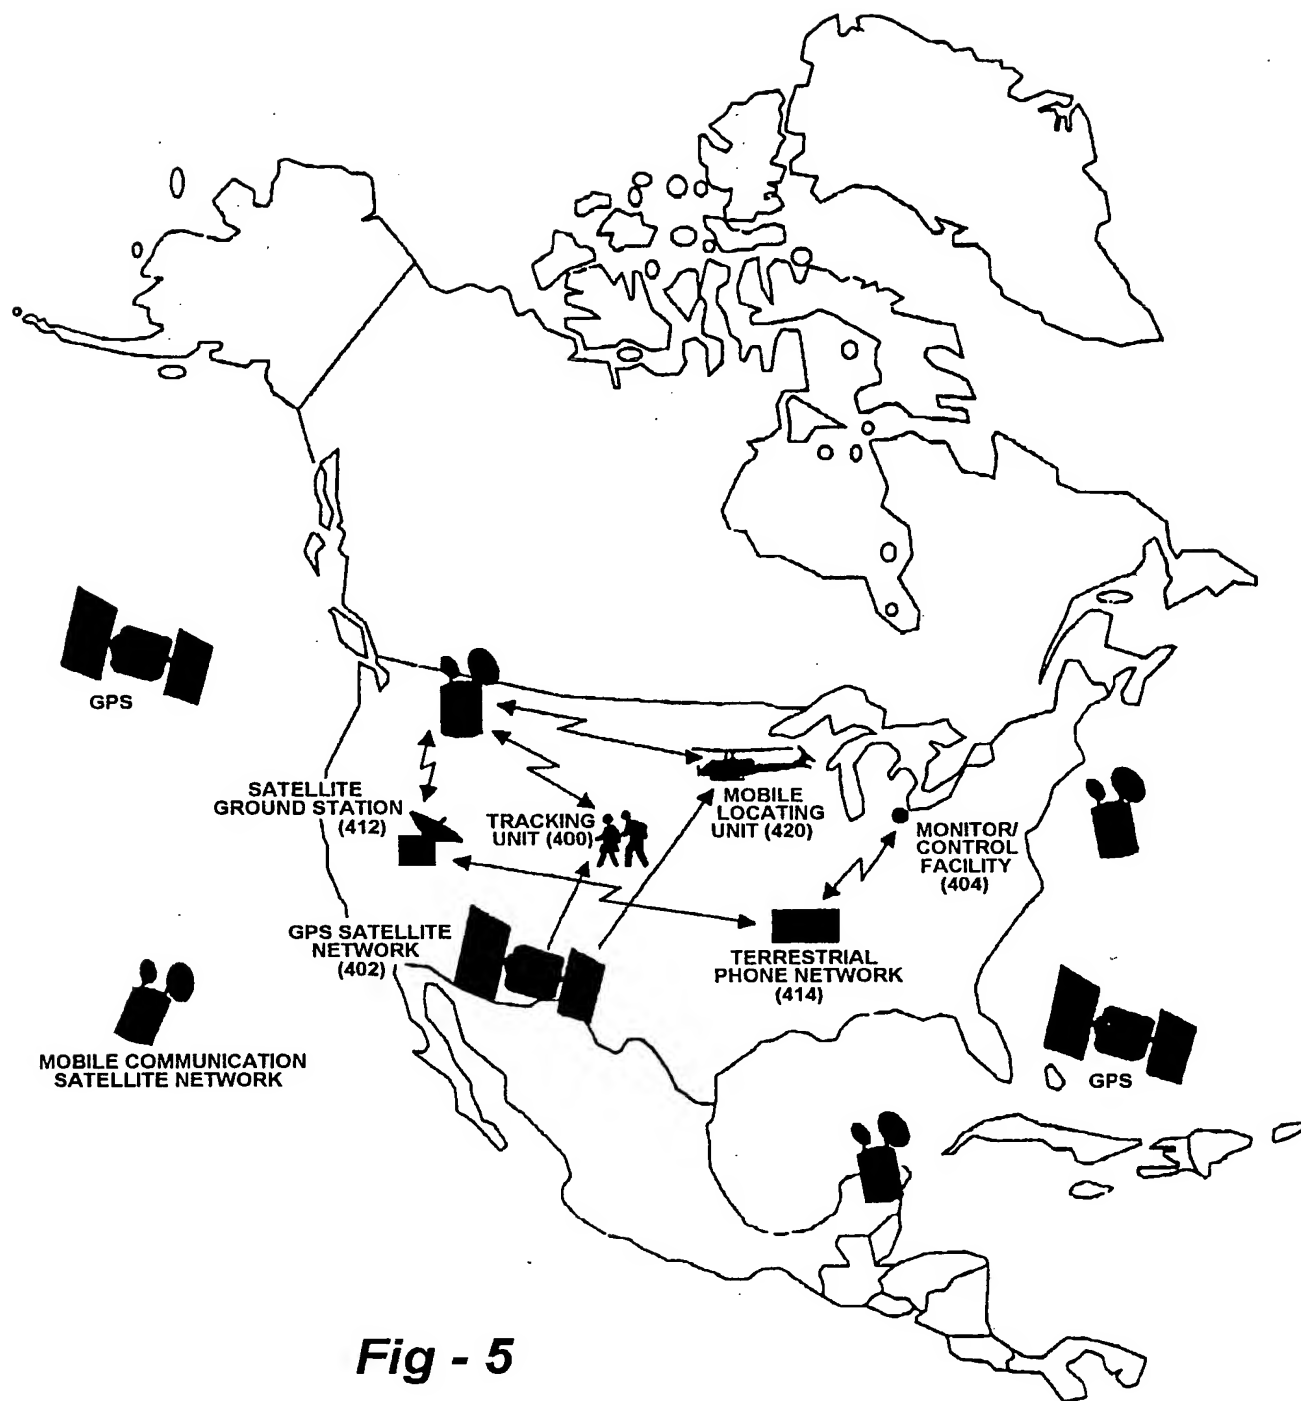 GPS
SATELLITE
GROUND STATION
(412)
TRACKING
UNIT (400)
MOBILE
LOCATING
UNIT (420)
MONITOR/
CONTROL
FACILITY
(404)
GPS SATELLITE
NETWORK
(402)
TERRESTRIAL
PHONE NETWORK
(414)
MOBILE COMMUNICATION
SATELLITE NETWORK
GPS
Fig - 5